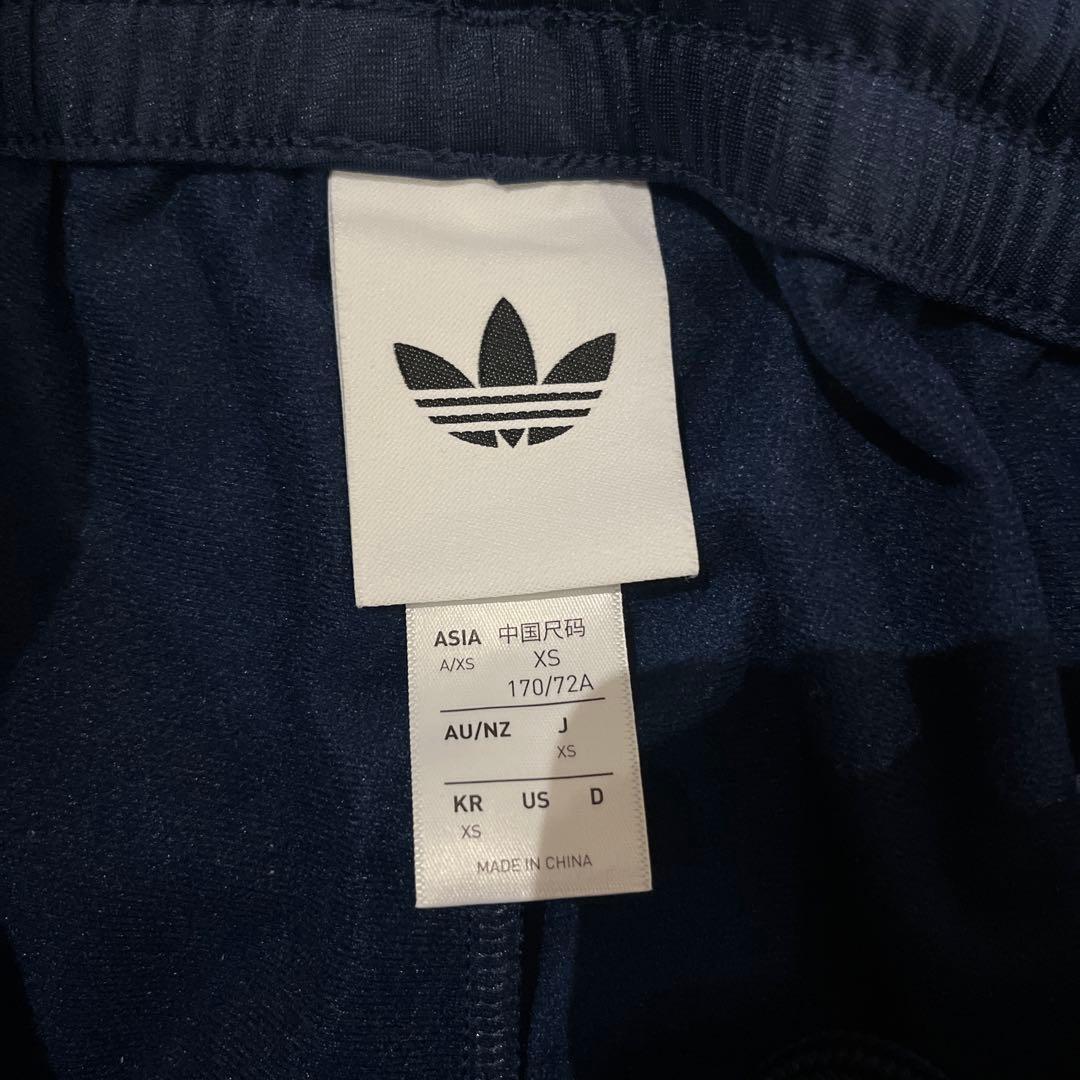 ASIA 中国尺码
A/XS XS
170/72A
AU/NZ J
XS
KR US D
XS
MADE IN CHINA